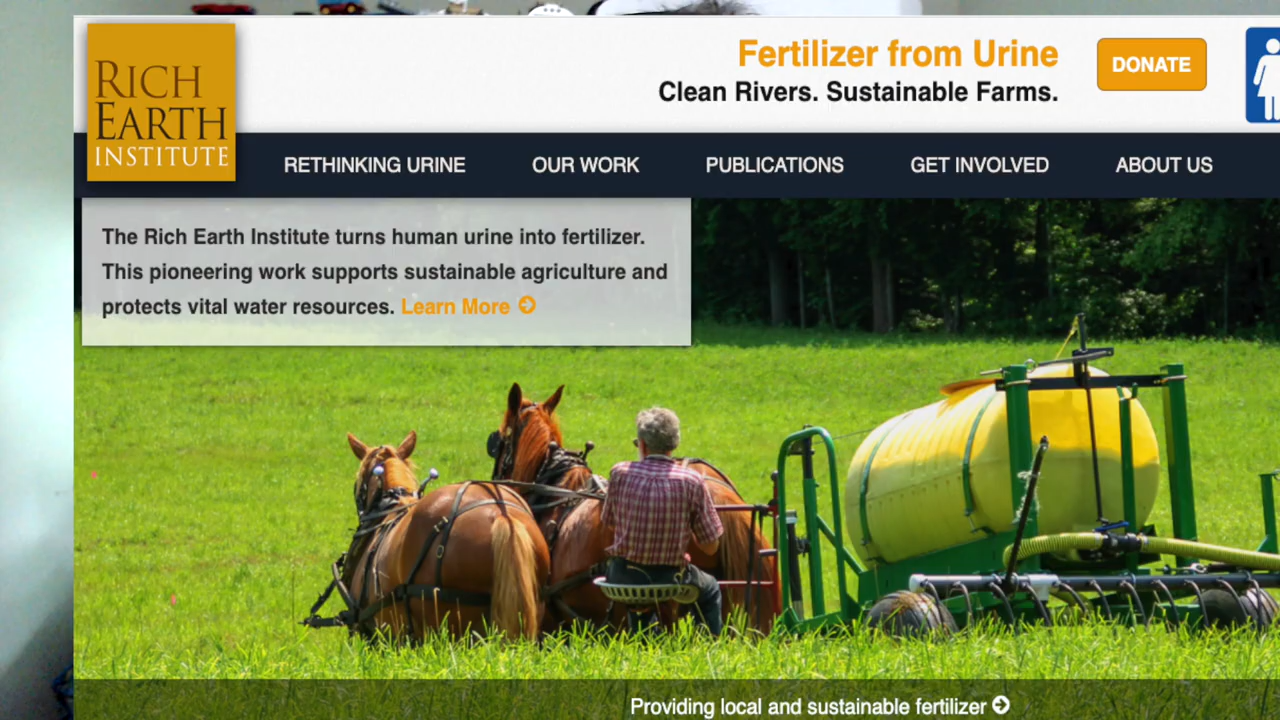 RICH
EARTH
INSTITUTE
Fertilizer from Urine
Clean Rivers. Sustainable Farms.
DONATE
RETHINKING URINE
OUR WORK
PUBLICATIONS
GET INVOLVED
ABOUT US
The Rich Earth Institute turns human urine into fertilizer.
This pioneering work supports sustainable agriculture and
protects vital water resources. Learn More
Providing local and sustainable fertilizer